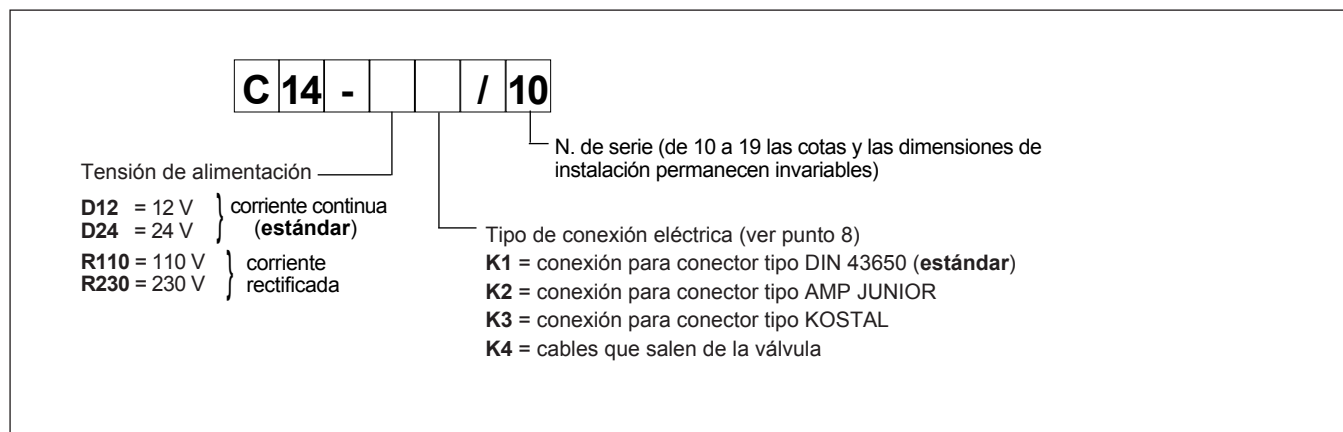 C 14 - / 10
N. de serie (de 10 a 19 las cotas y las dimensiones de
instalación permanecen invariables)
Tensión de alimentación
D12 = 12 V
D24 = 24 V
corriente continua
(estándar)
R110 = 110 V
R230 = 230 V
corriente
rectificada
Tipo de conexión eléctrica (ver punto 8)
K1 = conexión para conector tipo DIN 43650 (estándar)
K2 = conexión para conector tipo AMP JUNIOR
K3 = conexión para conector tipo KOSTAL
K4 = cables que salen de la válvula